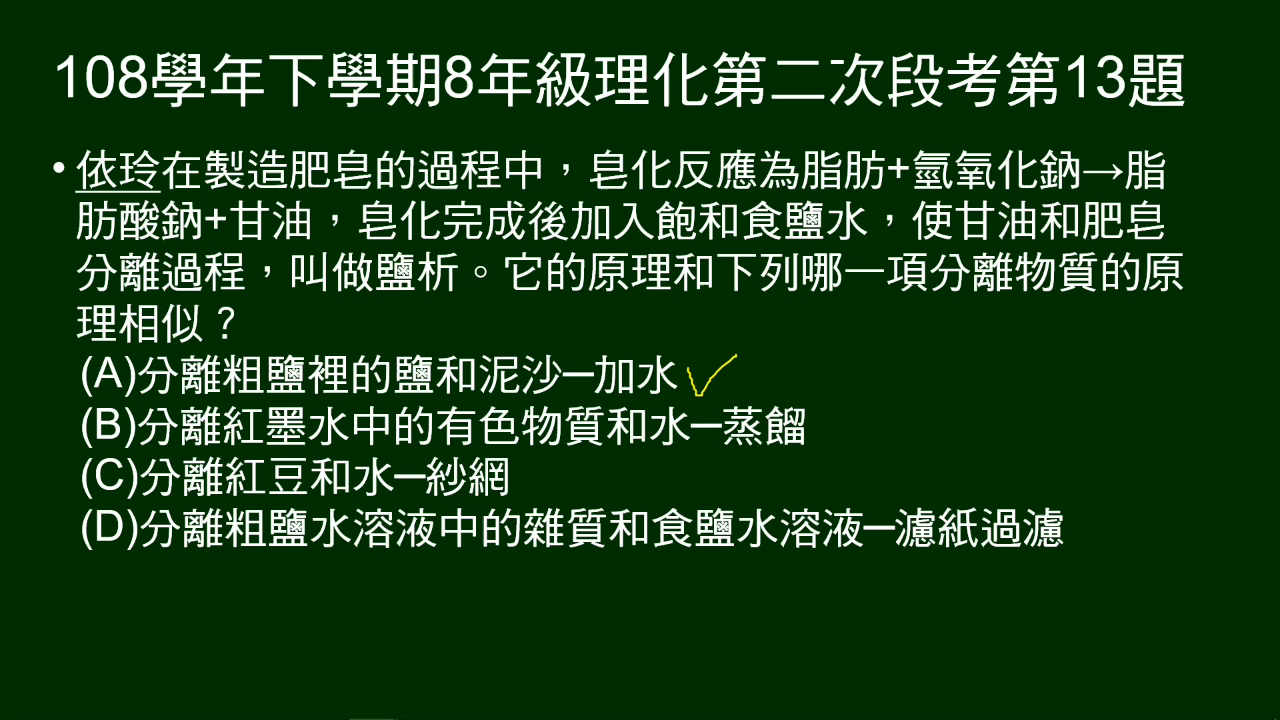 108學年下學期8年級理化第二次段考第13題
• 依玲在製造肥皂的過程中，皂化反應為脂肪+氫氧化鈉→脂
肪酸鈉+甘油，皂化完成後加入飽和食鹽水，使甘油和肥皂
分離過程，叫做鹽析。它的原理和下列哪一項分離物質的原
理相似？
(A)分離粗鹽裡的鹽和泥沙─加水
(B)分離紅墨水中的有色物質和水─蒸餾
(C)分離紅豆和水─紗網
(D)分離粗鹽水溶液中的雜質和食鹽水溶液─濾紙過濾